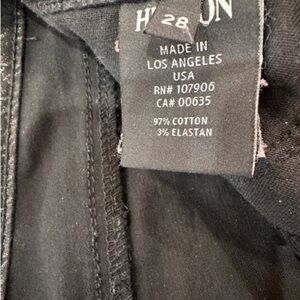 28
MADE IN
LOS ANGELES
USA
RN# 107906
CA# 00635
97% COTTON
3% ELASTAN